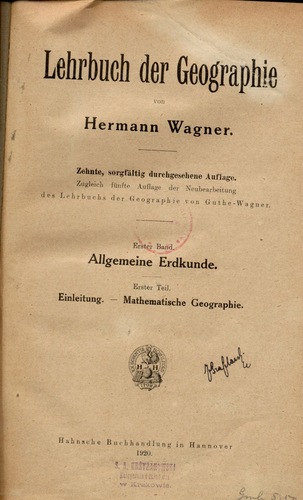 Lehrbuch der Geographie
von
Hermann Wagner.
Zehnte, sorgfältig durchgesehene Auflage.
Zugleich fünfte Auflage der Neubearbeitung
des Lehrbuchs der Geographie von Guthe-Wagner.
Erster Band.
Allgemeine Erdkunde.
Erster Teil.
Einleitung. — Mathematische Geographie.
H H
Hahnsche Buchhandlung in Hannover
1920.
w Krakowie.